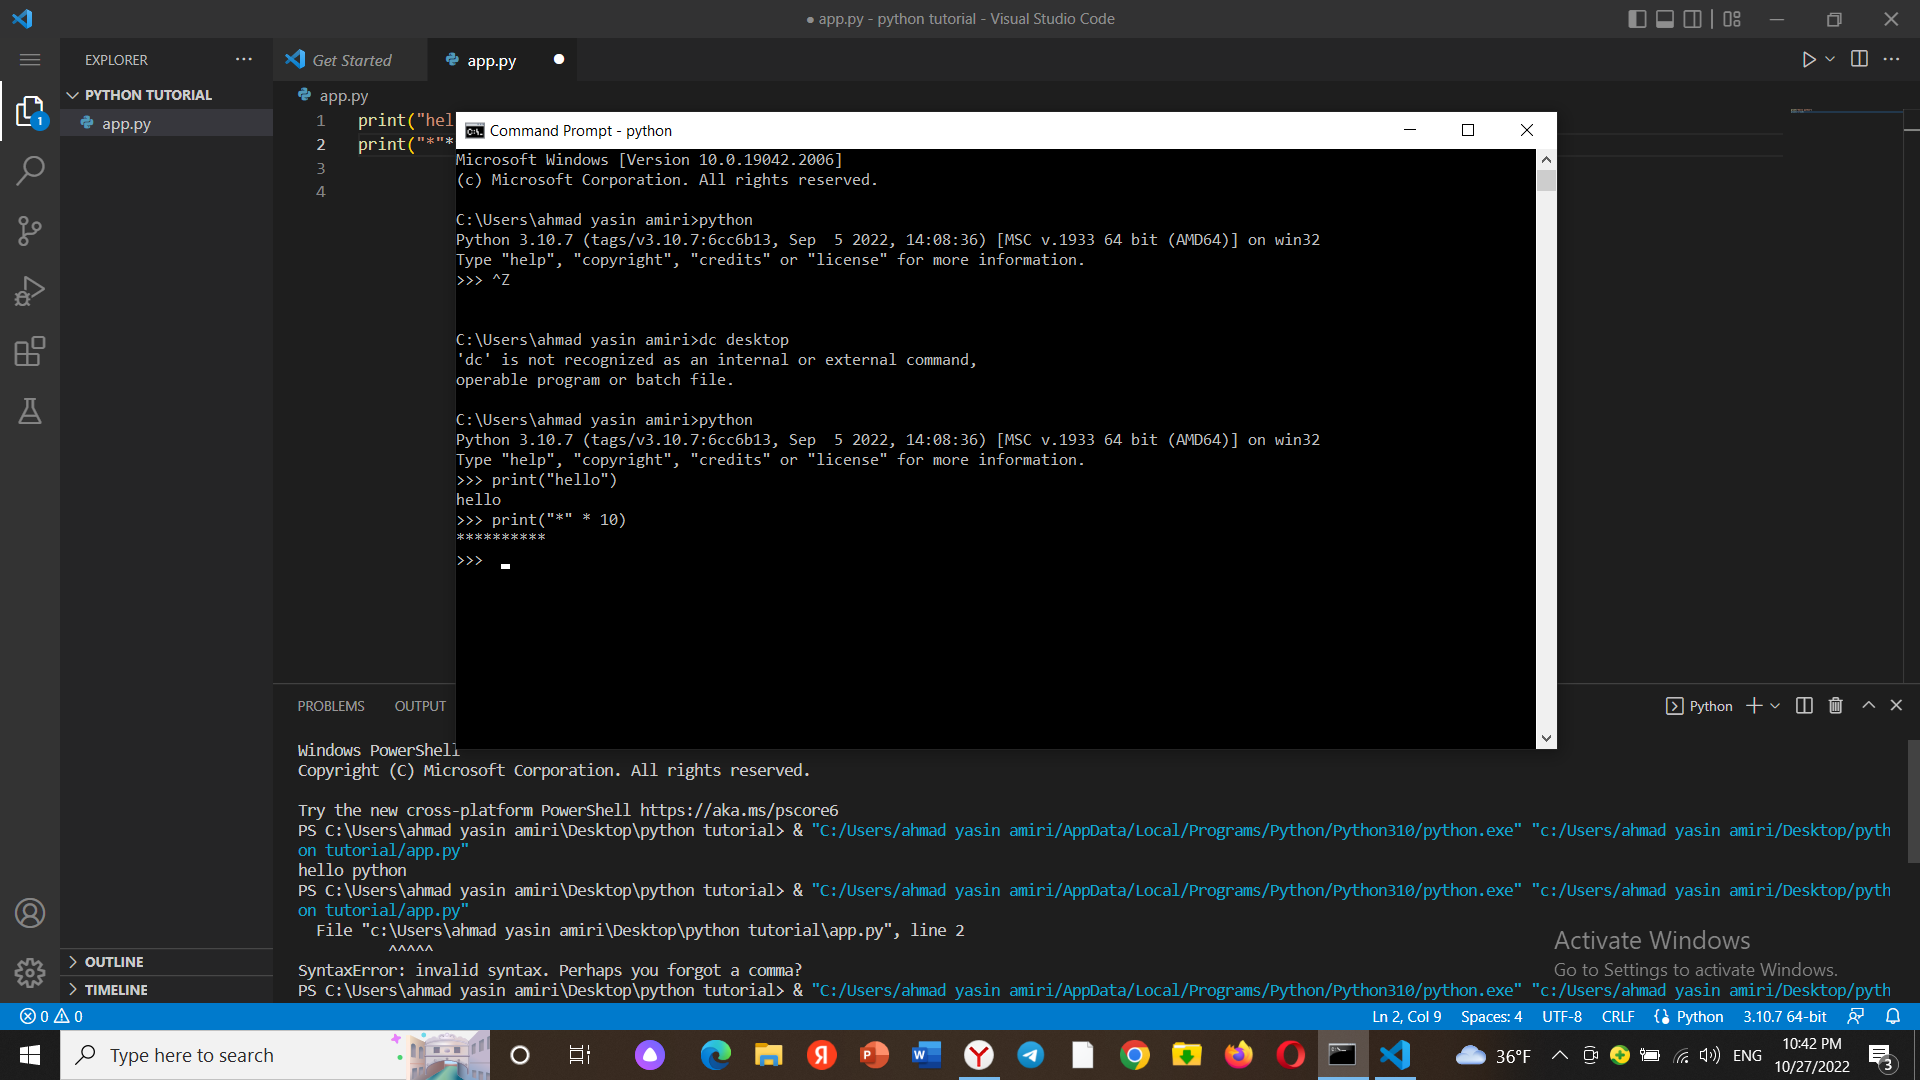 ● app.py - python tutorial - Visual Studio Code
EXPLORER
Get Started
app.py
PYTHON TUTORIAL
app.py
1
app.py
1 print("hel
2 print("*"*
3
4
Command Prompt - python
Microsoft Windows [Version 10.0.19042.2006]
(c) Microsoft Corporation. All rights reserved.
C:\Users\ahmad yasin amiri>python
Python 3.10.7 (tags/v3.10.7:6cc6b13, Sep  5 2022, 14:08:36) [MSC v.1933 64 bit (AMD64)] on win32
Type "help", "copyright", "credits" or "license" for more information.
>>> ^Z
C:\Users\ahmad yasin amiri>dc desktop
'dc' is not recognized as an internal or external command,
operable program or batch file.
C:\Users\ahmad yasin amiri>python
Python 3.10.7 (tags/v3.10.7:6cc6b13, Sep  5 2022, 14:08:36) [MSC v.1933 64 bit (AMD64)] on win32
Type "help", "copyright", "credits" or "license" for more information.
>>> print("hello")
hello
>>> print("*" * 10)
**********
>>>
PROBLEMS OUTPUT
Python
Windows PowerShell
Copyright (C) Microsoft Corporation. All rights reserved.
Try the new cross-platform PowerShell https://aka.ms/pscore6
PS C:\Users\ahmad yasin amiri\Desktop\python tutorial> & "C:/Users/ahmad yasin amiri/AppData/Local/Programs/Python/Python310/python.exe" "c:/Users/ahmad yasin amiri/Desktop/pyth
on tutorial/app.py"
hello python
PS C:\Users\ahmad yasin amiri\Desktop\python tutorial> & "C:/Users/ahmad yasin amiri/AppData/Local/Programs/Python/Python310/python.exe" "c:/Users/ahmad yasin amiri/Desktop/pyth
on tutorial/app.py"
File "c:\Users\ahmad yasin amiri\Desktop\python tutorial\app.py", line 2
^^^^^
SyntaxError: invalid syntax. Perhaps you forgot a comma?
PS C:\Users\ahmad yasin amiri\Desktop\python tutorial> & "C:/Users/ahmad yasin amiri/AppData/Local/Programs/Python/Python310/python.exe" "c:/Users/ahmad yasin amiri/Desktop/pyth
Activate Windows
Go to Settings to activate Windows.
OUTLINE
TIMELINE
0 0
Ln 2, Col 9 Spaces: 4 UTF-8 CRLF Python 3.10.7 64-bit
Type here to search
36°F
ENG
10:42 PM
10/27/2022
3